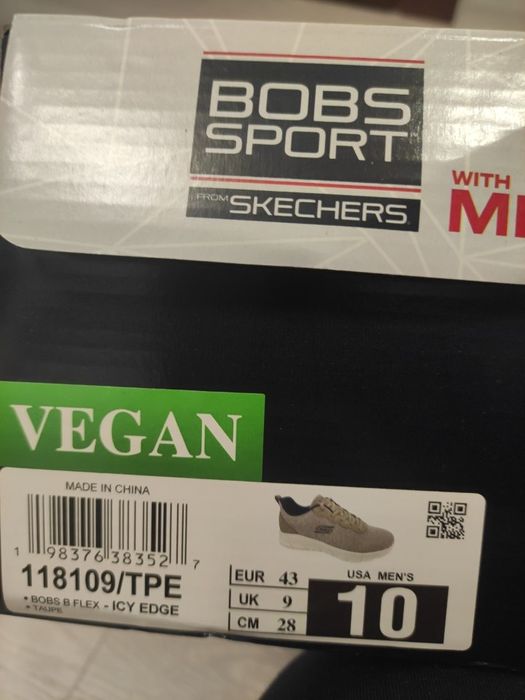 BOBS
SPORT
FROM SKECHERS
WITH
VEGAN
MADE IN CHINA
1 98376 38352 7
118109/TPE
• BOBS B FLEX - ICY EDGE
• TAUPE
EUR 43
UK 9
CM 28
USA MEN'S
10